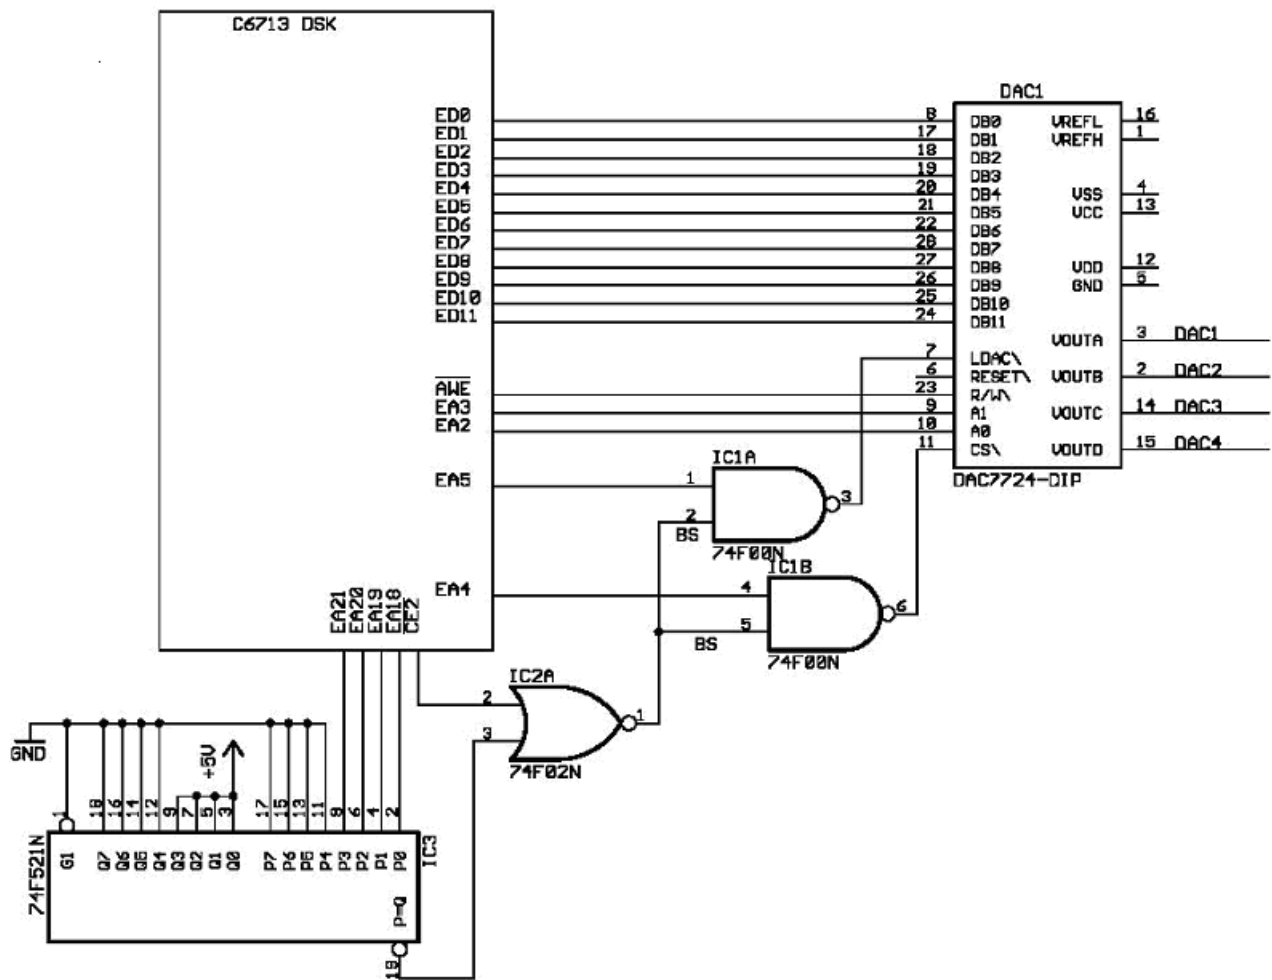 C6713 DSK
DAC1
ED0 8 DB0 VREFL 16
ED1 17 DB1 VREFH 1
ED2 18 DB2
ED3 19 DB3
ED4 20 DB4 VSS 4
ED5 21 DB5 VCC 13
ED6 22 DB6
ED7 28 DB7
ED8 27 DB8 VDD 12
ED9 26 DB9 GND 5
ED10 25 DB10
ED11 24 DB11
VOUTA 3 DAC1
7 LDAC\
6 RESET\ VOUTB 2 DAC2
AWE 23 R/W\
EA3 9 A1 VOUTC 14 DAC3
EA2 10 A0
11 CS\ VOUTD 15 DAC4
DAC7724-DIP
IC1A
EA5 1
3
2
BS
74F00N
IC1B
EA4 4
6
5
BS
74F00N
EA21 EA20 EA19 EA18 CE2
IC2A
2
1
3
74F02N
GND
+5V
1 18 16 14 12 9 7 5 3 17 15 13 11 8 6 4 2
74F521N
G1 Q7 Q6 Q5 Q4 Q3 Q2 Q1 Q0 P7 P6 P5 P4 P3 P2 P1 P0
IC3
P=Q
19